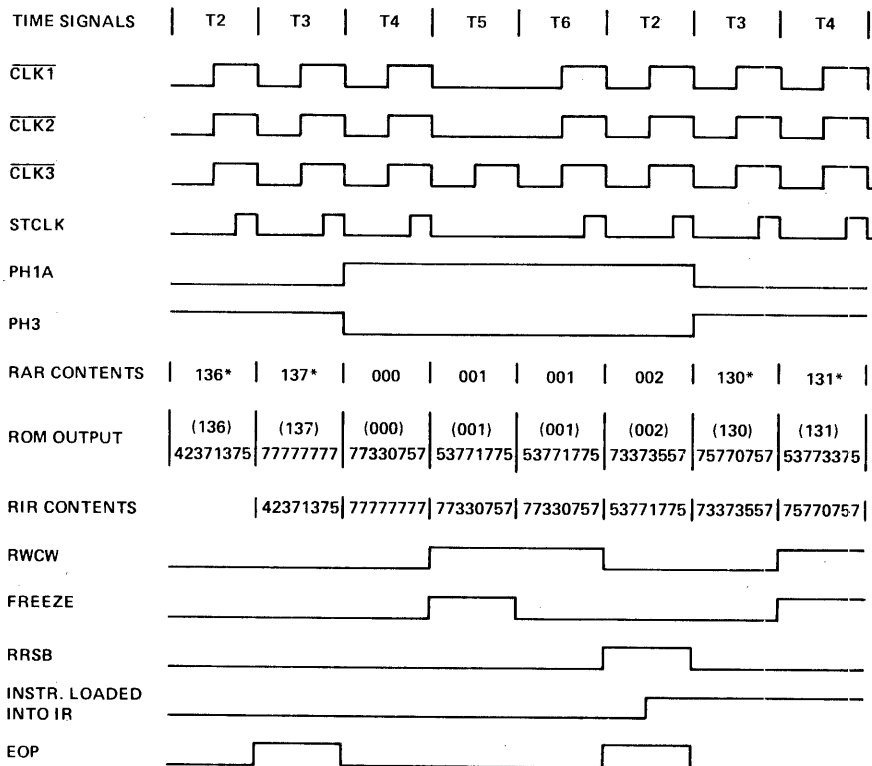 TIME SIGNALS | T2 | T3 | T4 | T5 | T6 | T2 | T3 | T4 |
CLK1
CLK2
CLK3
STCLK
PH1A
PH3
RAR CONTENTS | 136* | 137* | 000 | 001 | 001 | 002 | 130* | 131* |
ROM OUTPUT | (136) | (137) | (000) | (001) | (001) | (002) | (130) | (131) |
42371375 | 77777777 | 77330757 | 53771775 | 53771775 | 73373557 | 75770757 | 53773375
RIR CONTENTS | 42371375 | 77777777 | 77330757 | 77330757 | 53771775 | 73373557 | 75770757 |
RWCW
FREEZE
RRSB
INSTR. LOADED
INTO IR
EOP